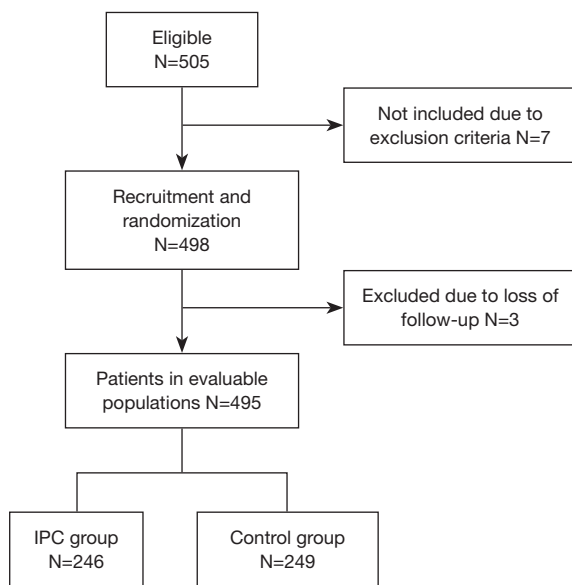 Eligible
N=505
Not included due to
exclusion criteria N=7
Recruitment and
randomization
N=498
Excluded due to loss of
follow-up N=3
Patients in evaluable
populations N=495
IPC group
N=246
Control group
N=249